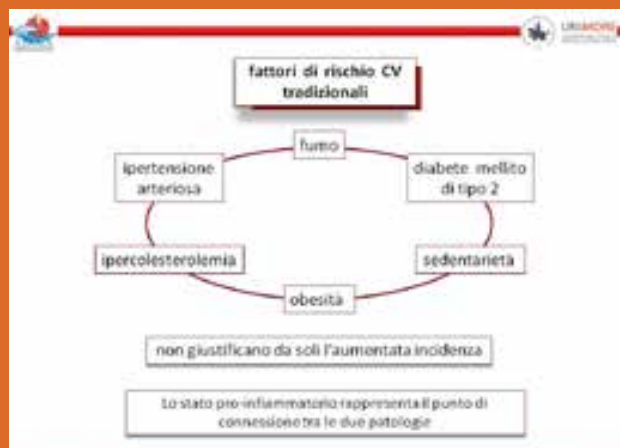 UNIMORE
fattori di rischio CV
tradizionali
fumo
ipertensione
arteriosa
diabete mellito
di tipo 2
ipercolesterolemia
sedentarietà
obesità
non giustificano da soli l'aumentata incidenza
Lo stato pro-infiammatorio rappresenta il punto di
connessione tra le due patologie